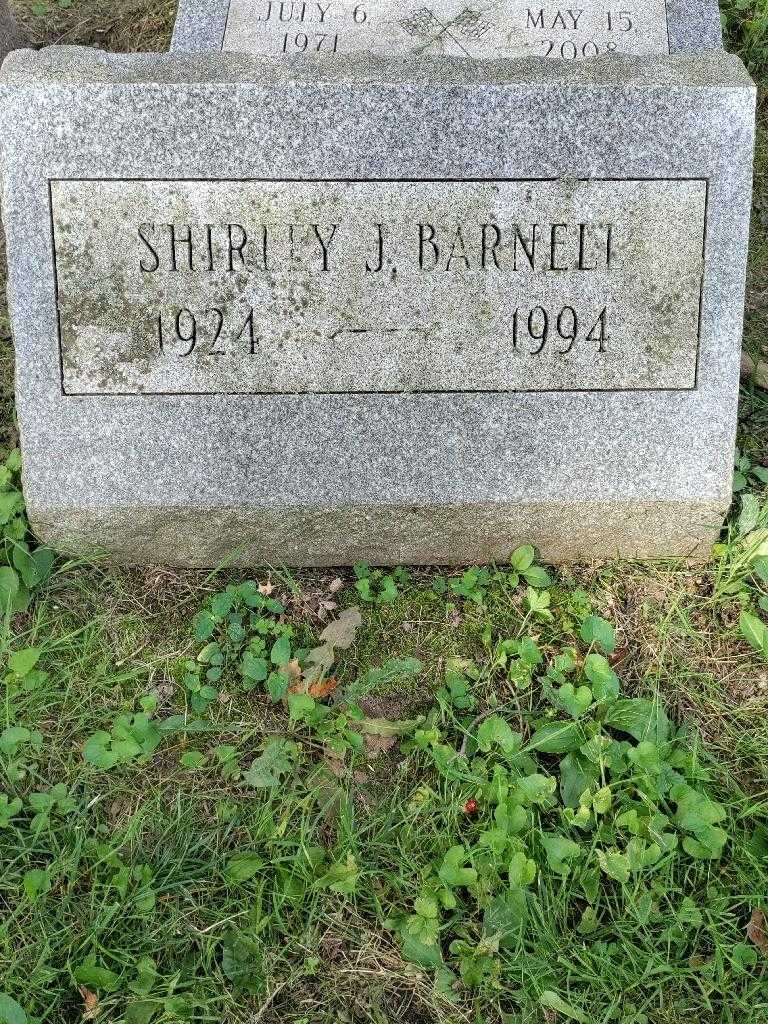 JULY 6 MAY 15,
1971 2008
SHIRLEY J. BARNELL
1924 — 1994